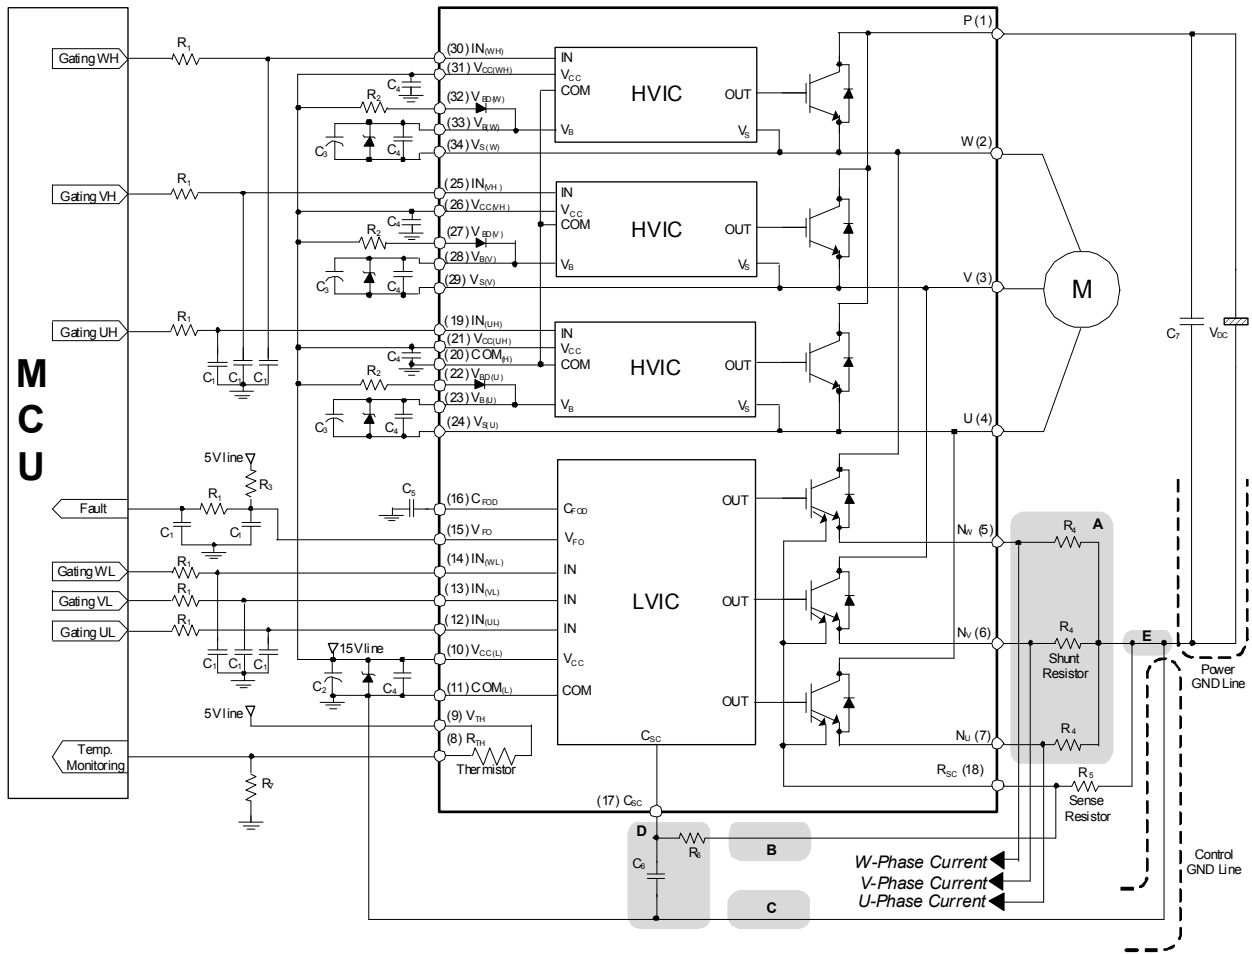 MCU
Gating WH
Gating VH
Gating UH
Fault
Gating WL
Gating VL
Gating UL
Temp. Monitoring
R1
R1
R1
C1 C1 C1
5V line
R3
R1
C1 C1
R1
R1
R1
C1 C1 C1
5V line
R7
C4
R2
C3 C4
C4
R2
C3 C4
C4
R2
C3 C4
C5
15V line
C2 C4
(30) IN(WH)
(31) VCC(WH)
(32) VBD(W)
(33) VB(W)
(34) VS(W)
(25) IN(VH)
(26) VCC(VH)
(27) VBD(V)
(28) VB(V)
(29) VS(V)
(19) IN(UH)
(21) VCC(UH)
(20) COM(H)
(22) VBD(U)
(23) VB(U)
(24) VS(U)
(16) CFOD
(15) VFO
(14) IN(WL)
(13) IN(VL)
(12) IN(UL)
(10) VCC(L)
(11) COM(L)
(9) VTH
(8) RTH
Thermistor
(17) CSC
IN
VCC
COM
VB
HVIC
OUT
VS
IN
VCC
COM
VB
HVIC
OUT
VS
IN
VCC
COM
VB
HVIC
OUT
VS
CFOD
VFO
IN
IN
IN
VCC
COM
LVIC
OUT
OUT
OUT
CSC
P (1)
W (2)
V (3)
U (4)
NW (5)
NV (6)
NU (7)
RSC (18)
M
C7
VDC
A
R4
R4
Shunt
Resistor
R4
E
Power
GND Line
R5
Sense
Resistor
D
R6
C6
B
C
W-Phase Current
V-Phase Current
U-Phase Current
Control
GND Line